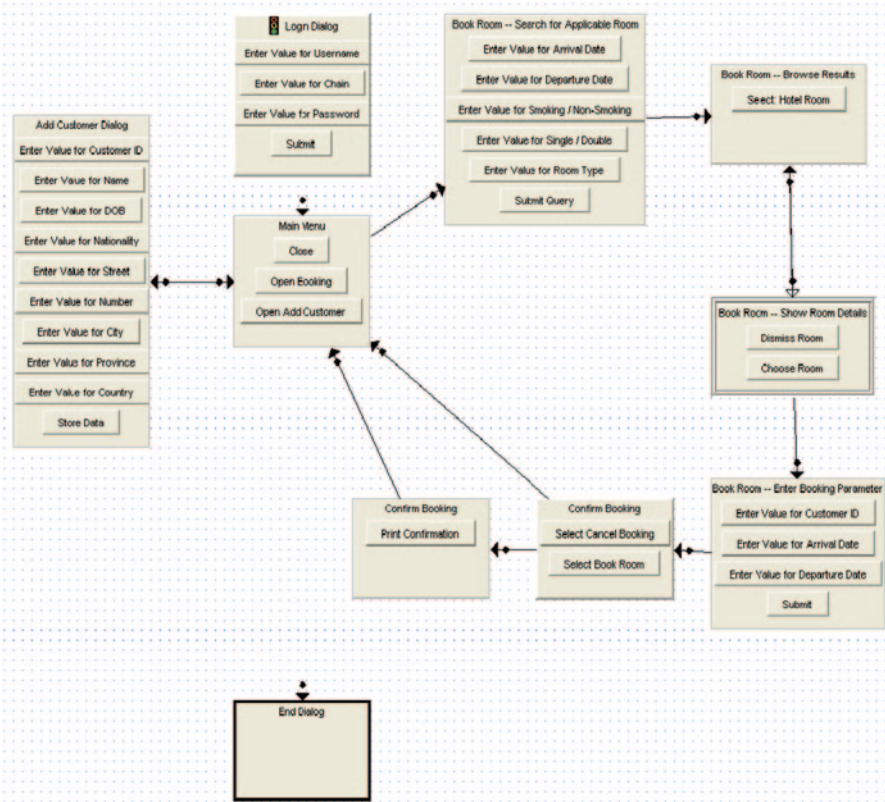 Login Dialog
Enter Value for Username
Enter Value for Chain
Enter Value for Password
Submit
Book Room -- Search for Applicable Room
Enter Value for Arrival Date
Enter Value for Departure Date
Enter Value for Smoking / Non-Smoking
Enter Value for Single / Double
Enter Value for Room Type
Submit Query
Book Room -- Browse Results
Select Hotel Room
Add Customer Dialog
Enter Value for Customer ID
Enter Value for Name
Enter Value for DOB
Enter Value for Nationality
Enter Value for Street
Enter Value for Number
Enter Value for City
Enter Value for Province
Enter Value for Country
Store Data
Main Menu
Close
Open Booking
Open Add Customer
Book Room -- Show Room Details
Dismiss Room
Choose Room
Confirm Booking
Print Confirmation
Confirm Booking
Select Cancel Booking
Select Book Room
Book Room -- Enter Booking Parameter
Enter Value for Customer ID
Enter Value for Arrival Date
Enter Value for Departure Date
Submit
End Dialog